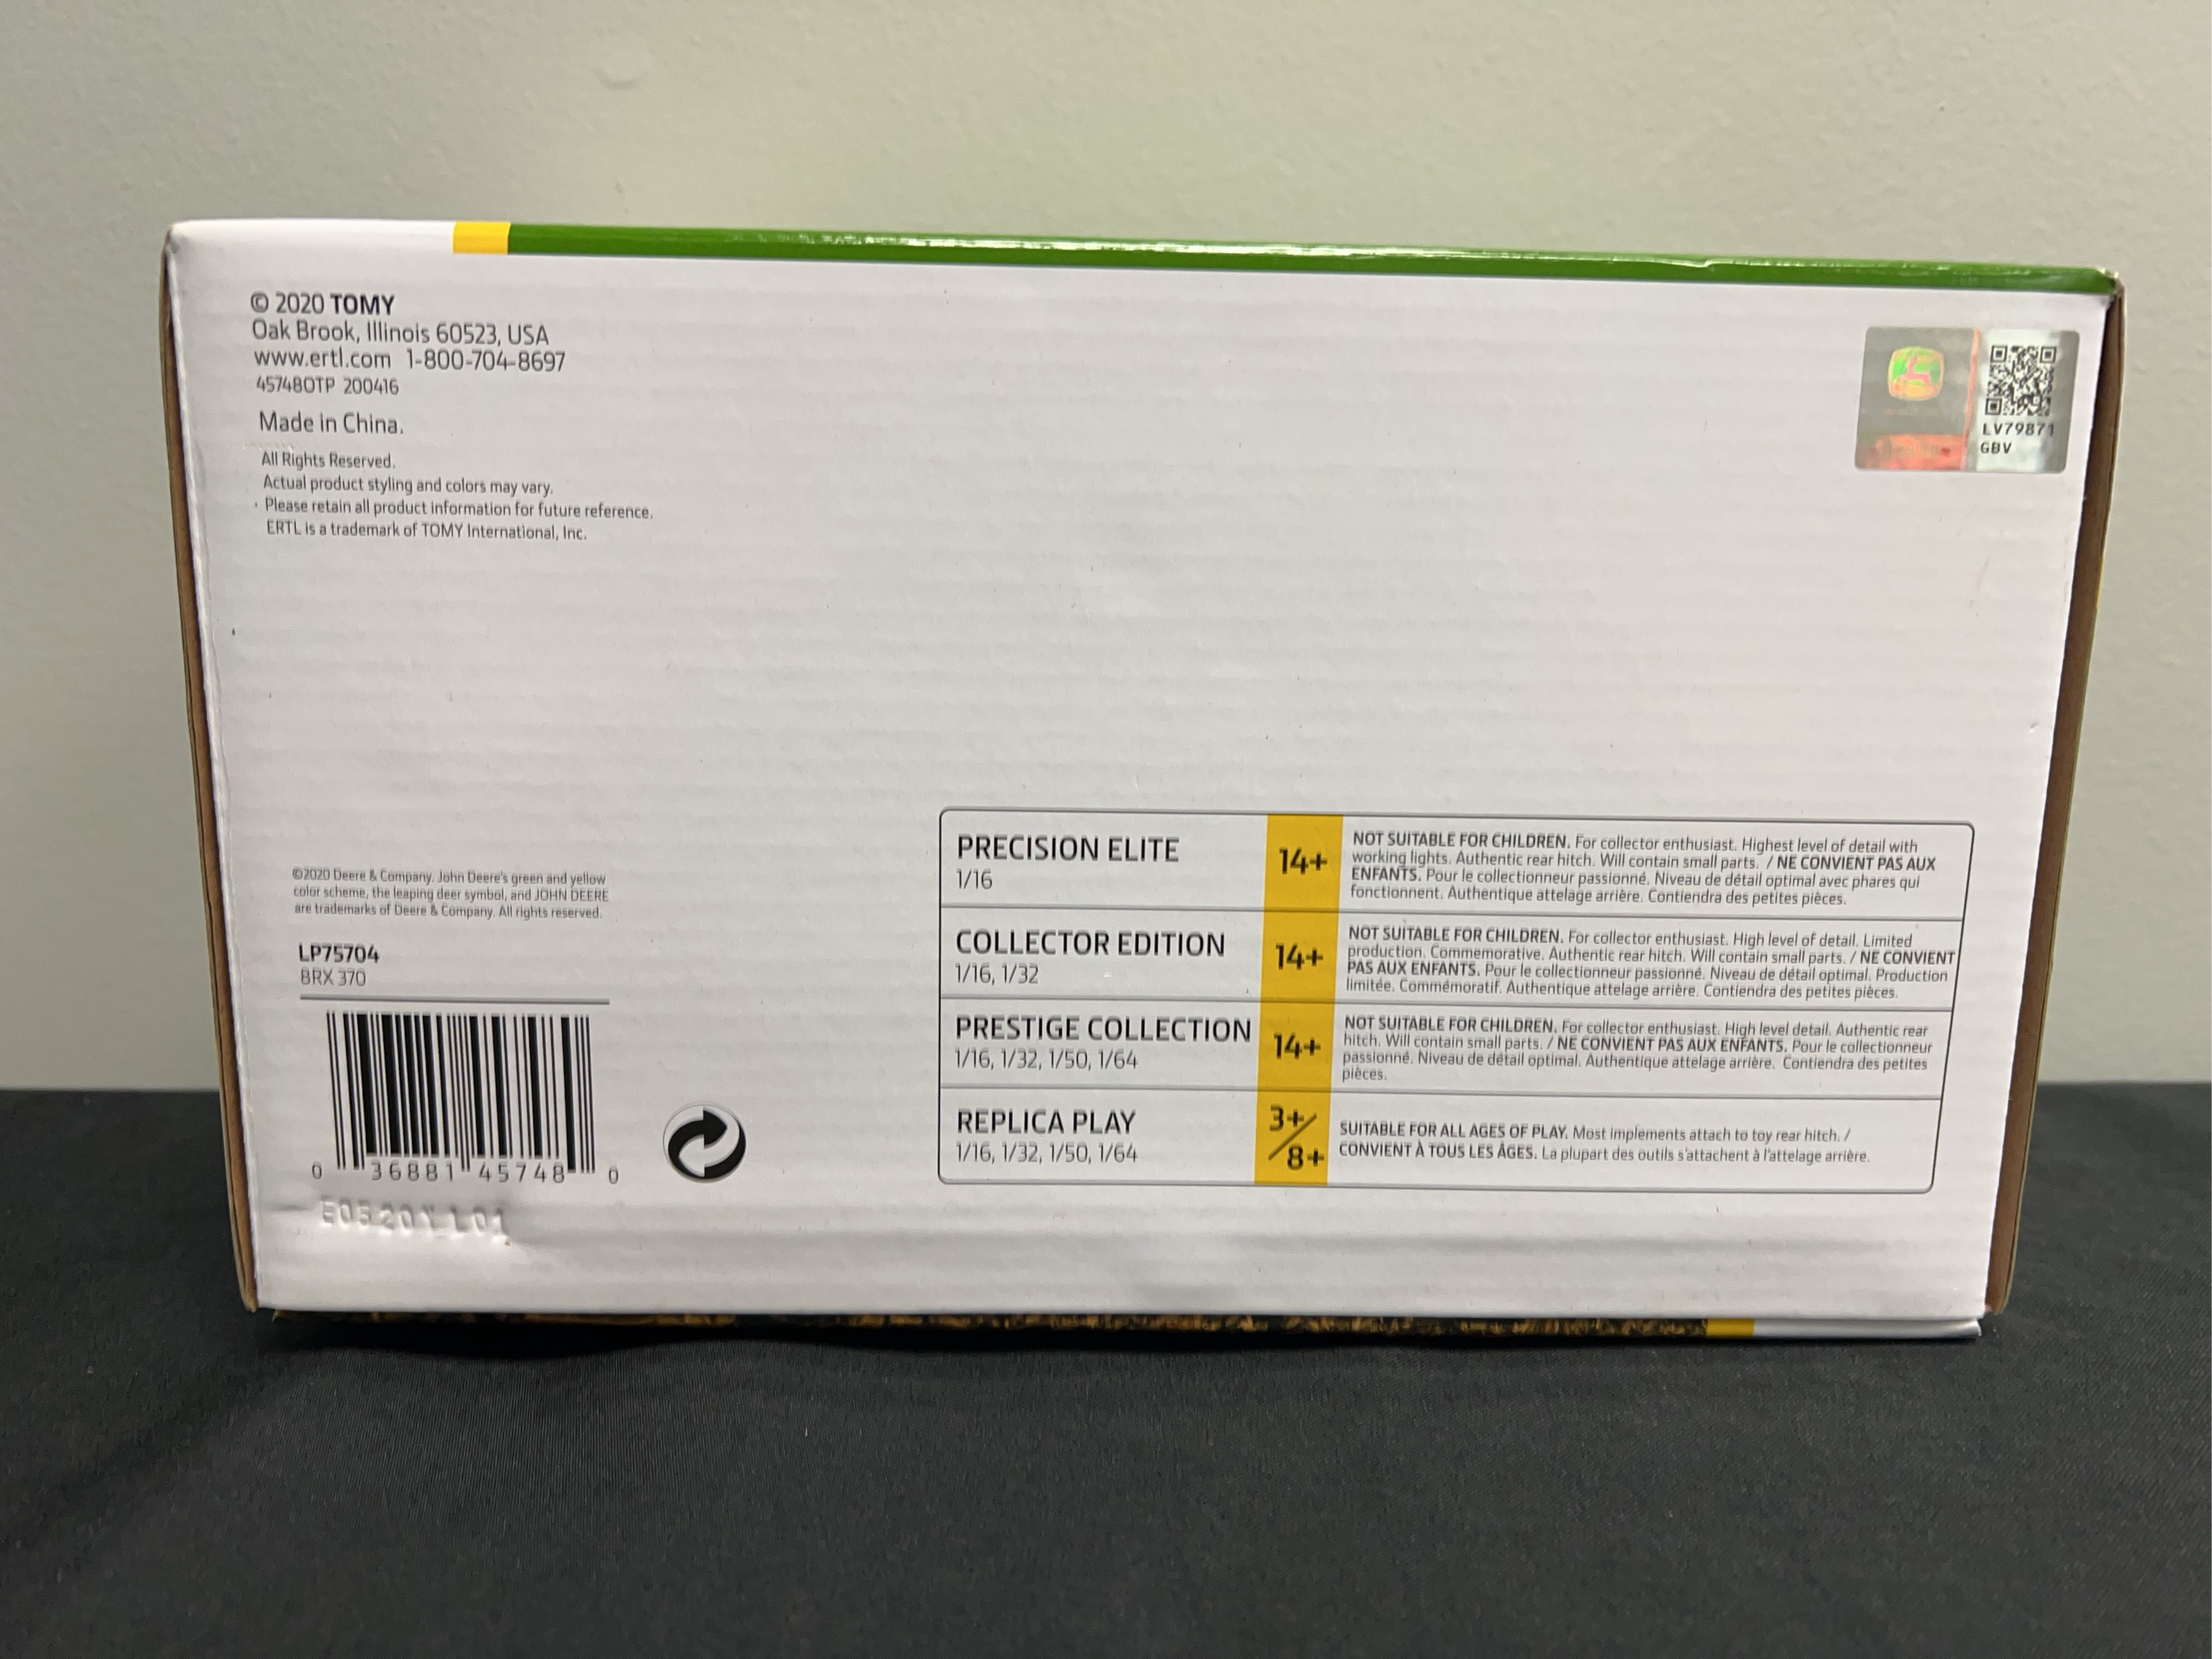 © 2020 TOMY
Oak Brook, Illinois 60523, USA
www.ertl.com 1-800-704-8697
45748OTP 200416
Made in China.
All Rights Reserved.
Actual product styling and colors may vary.
Please retain all product information for future reference.
ERTL is a trademark of TOMY International, Inc.
LV79871
GBV
©2020 Deere & Company. John Deere's green and yellow
color scheme, the leaping deer symbol, and JOHN DEERE
are trademarks of Deere & Company. All rights reserved.
LP75704
8RX 370
0 36881 45748 0
E0520Y101
PRECISION ELITE
1/16
14+
NOT SUITABLE FOR CHILDREN. For collector enthusiast. Highest level of detail with
working lights. Authentic rear hitch. Will contain small parts. / NE CONVIENT PAS AUX
ENFANTS. Pour le collectionneur passionné. Niveau de détail optimal avec phares qui
fonctionnent. Authentique attelage arrière. Contiendra des petites pièces.
COLLECTOR EDITION
1/16, 1/32
14+
NOT SUITABLE FOR CHILDREN. For collector enthusiast. High level of detail. Limited
production. Commemorative. Authentic rear hitch. Will contain small parts. / NE CONVIENT
PAS AUX ENFANTS. Pour le collectionneur passionné. Niveau de détail optimal. Production
limitée. Commémoratif. Authentique attelage arrière. Contiendra des petites pièces.
PRESTIGE COLLECTION
1/16, 1/32, 1/50, 1/64
14+
NOT SUITABLE FOR CHILDREN. For collector enthusiast. High level detail. Authentic rear
hitch. Will contain small parts. / NE CONVIENT PAS AUX ENFANTS. Pour le collectionneur
passionné. Niveau de détail optimal. Authentique attelage arrière. Contiendra des petites
pièces.
REPLICA PLAY
1/16, 1/32, 1/50, 1/64
3+/8+
SUITABLE FOR ALL AGES OF PLAY. Most implements attach to toy rear hitch. /
CONVIENT À TOUS LES ÂGES. La plupart des outils s'attachent à l'attelage arrière.